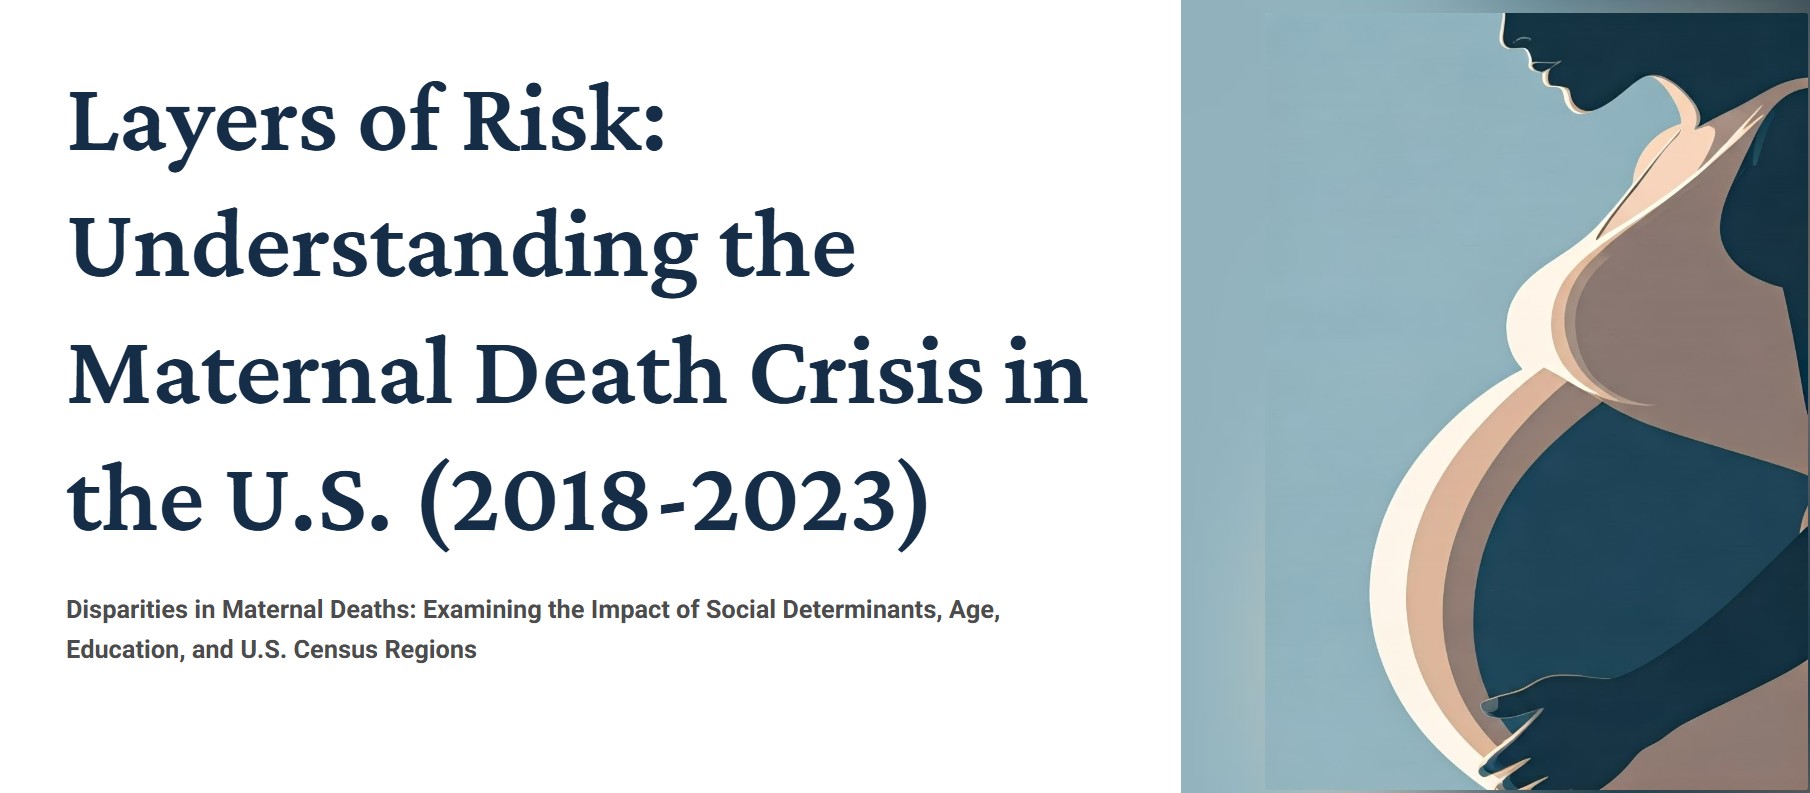 Layers of Risk:
Understanding the
Maternal Death Crisis in
the U.S. (2018-2023)
Disparities in Maternal Deaths: Examining the Impact of Social Determinants, Age,
Education, and U.S. Census Regions